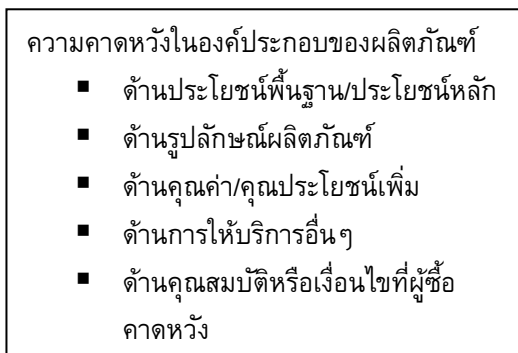 ความคาดหวังในองค์ประกอบของผลิตภัณฑ์
▪ ด้านประโยชน์พื้นฐาน/ประโยชน์หลัก
▪ ด้านรูปลักษณ์ผลิตภัณฑ์
▪ ด้านคุณค่า/คุณประโยชน์เพิ่ม
▪ ด้านการให้บริการอื่นๆ
▪ ด้านคุณสมบัติหรือเงื่อนไขที่ผู้ซื้อ
คาดหวัง